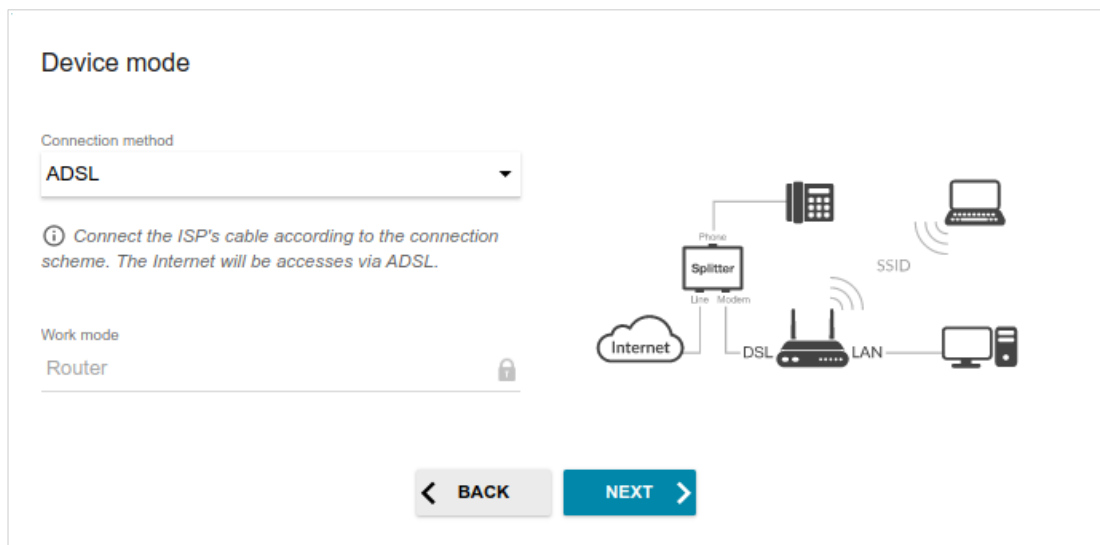 Device mode
Connection method
ADSL
Connect the ISP's cable according to the connection
scheme. The Internet will be accesses via ADSL.
Work mode
Router
Phone
Splitter
Line Modem
SSID
Internet
DSL
LAN
BACK
NEXT